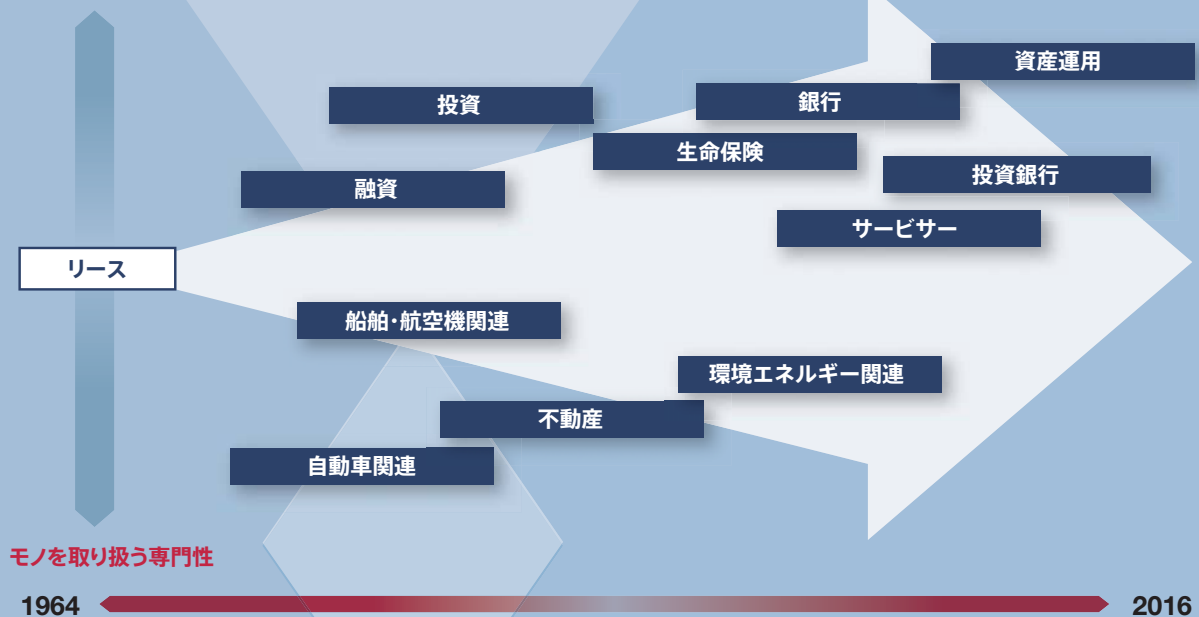 資産運用
投資
銀行
生命保険
投資銀行
融資
サービサー
リース
船舶・航空機関連
環境エネルギー関連
不動産
自動車関連
モノを取り扱う専門性
1964
2016